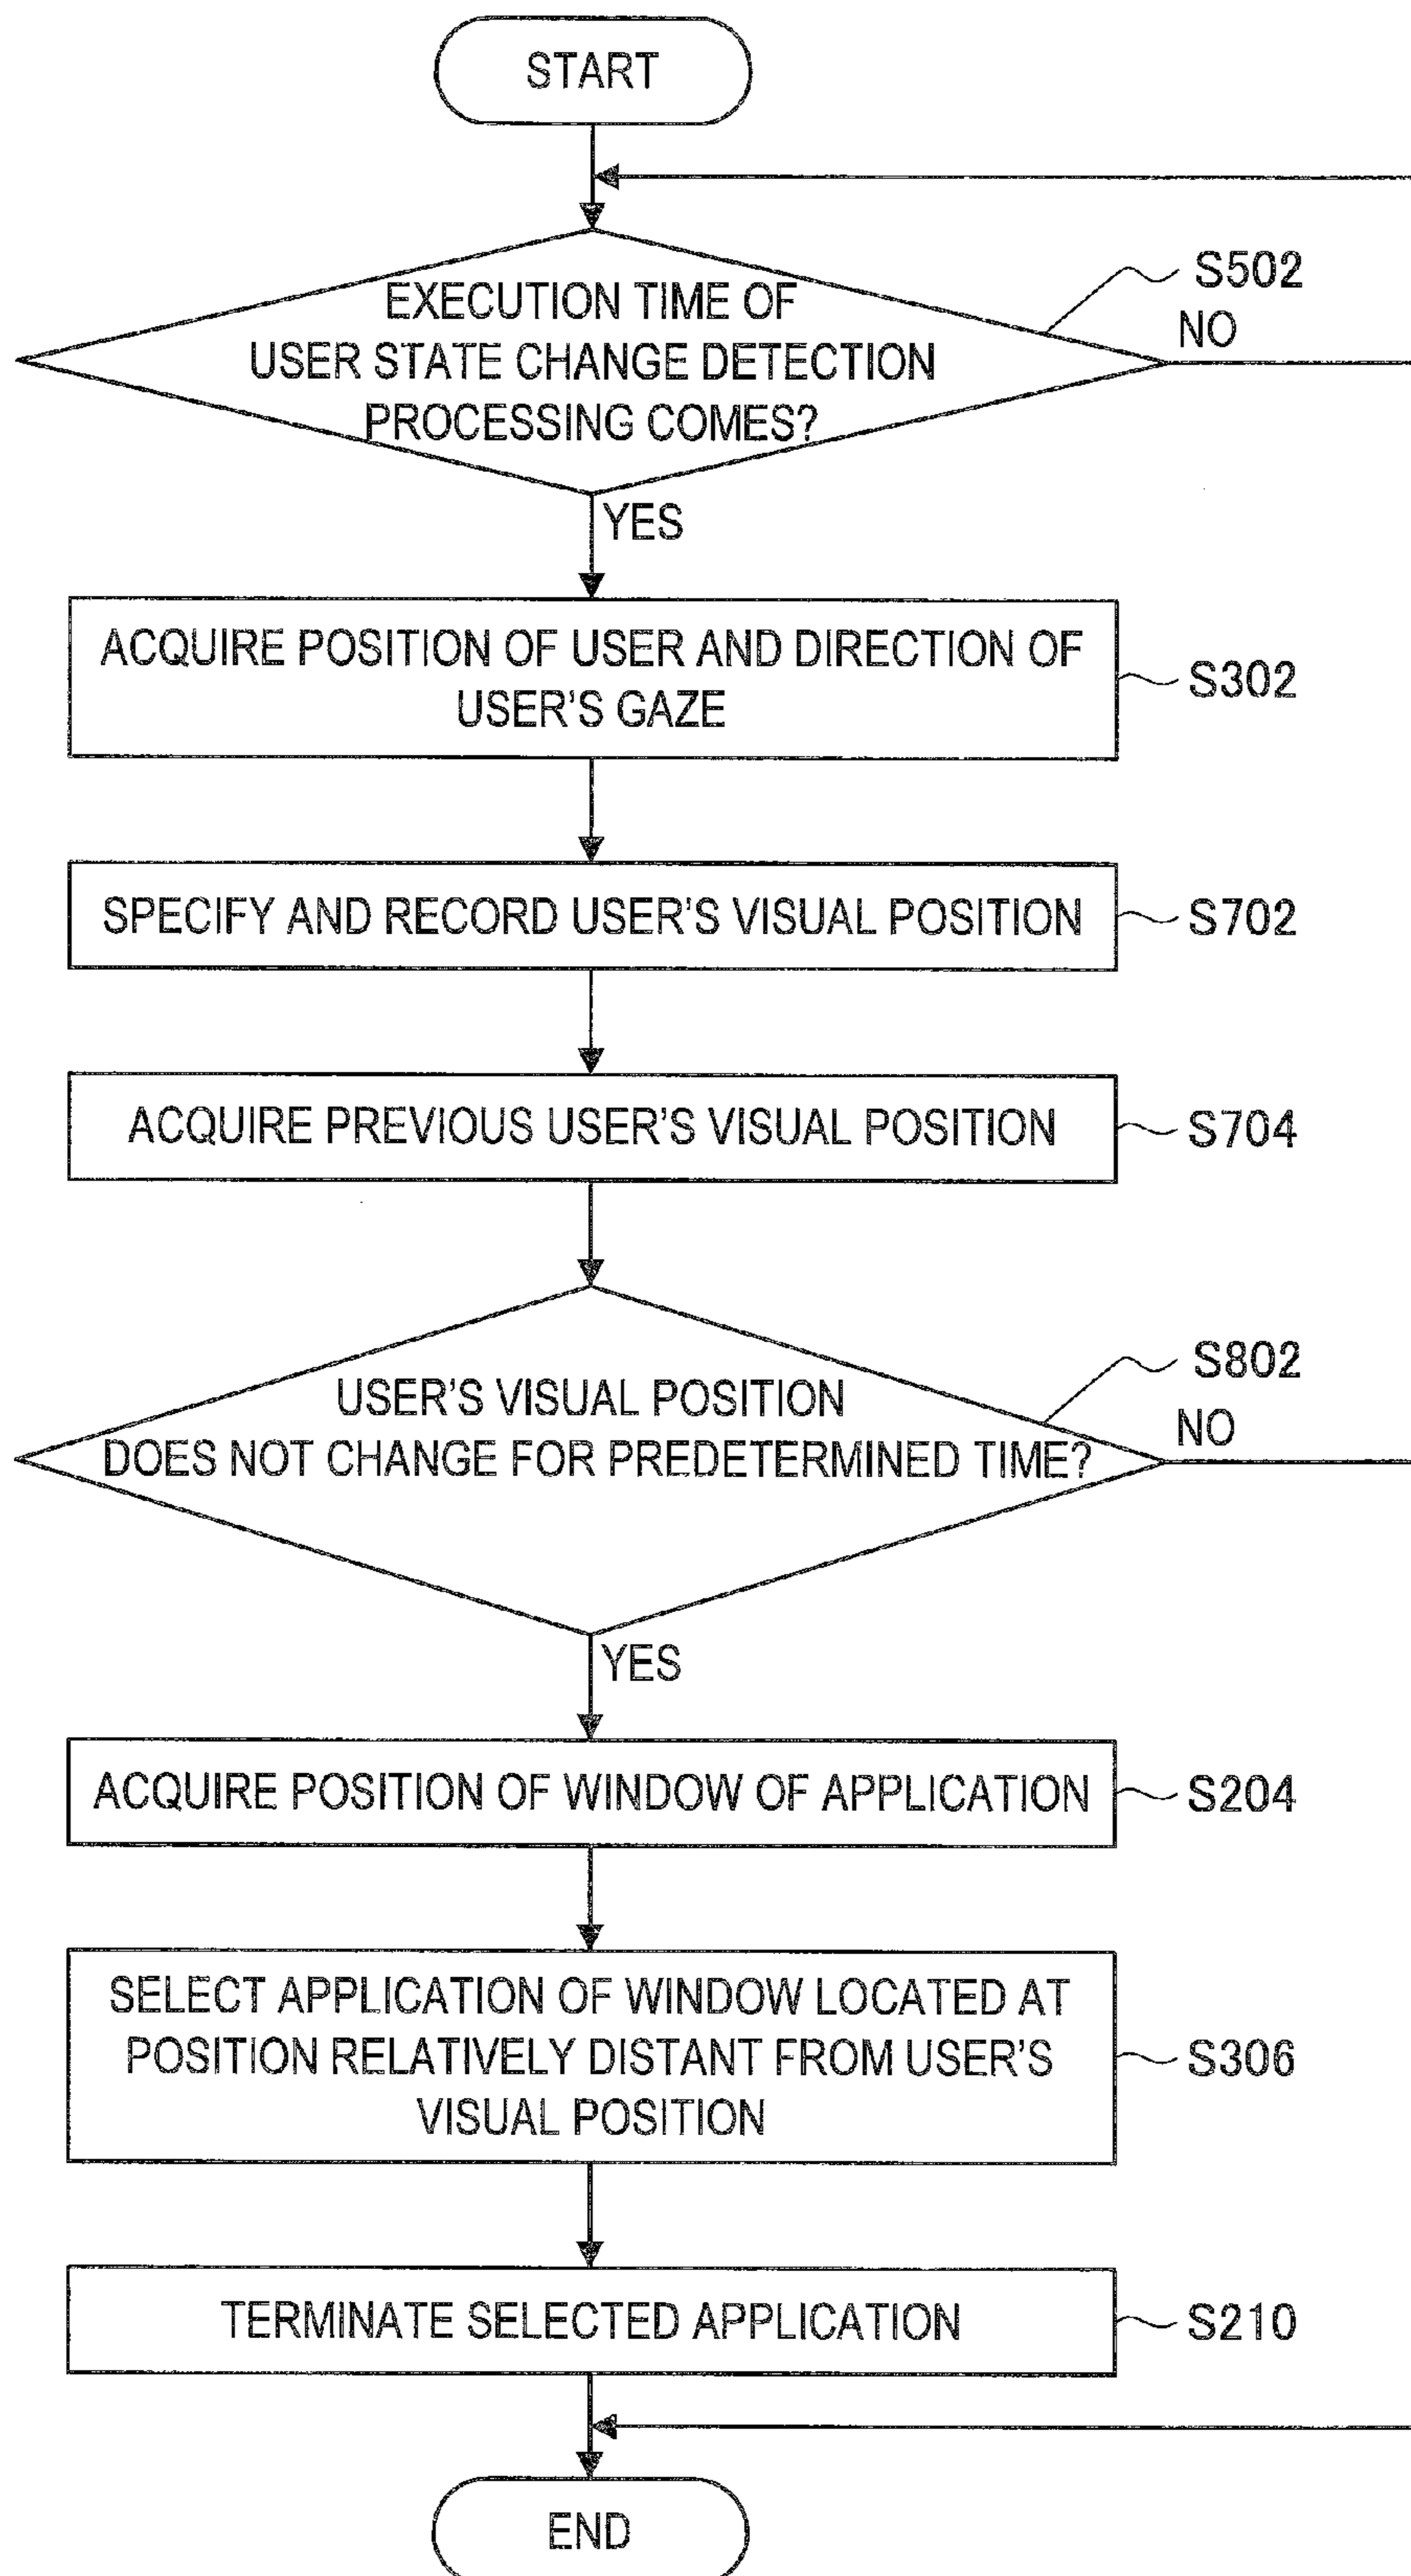 START
EXECUTION TIME OF
USER STATE CHANGE DETECTION
PROCESSING COMES?
S502
NO
YES
ACQUIRE POSITION OF USER AND DIRECTION OF
USER'S GAZE
S302
SPECIFY AND RECORD USER'S VISUAL POSITION
S702
ACQUIRE PREVIOUS USER'S VISUAL POSITION
S704
USER'S VISUAL POSITION
DOES NOT CHANGE FOR PREDETERMINED TIME?
S802
NO
YES
ACQUIRE POSITION OF WINDOW OF APPLICATION
S204
SELECT APPLICATION OF WINDOW LOCATED AT
POSITION RELATIVELY DISTANT FROM USER'S
VISUAL POSITION
S306
TERMINATE SELECTED APPLICATION
S210
END